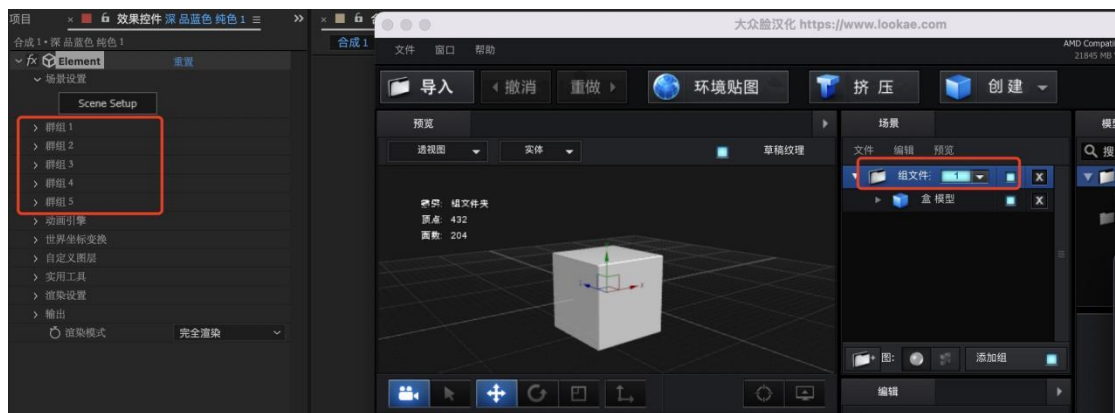 项目
效果控件 深 品蓝色 纯色 1
合成 1 • 深 品蓝色 纯色 1
fx Element 重置
场景设置
Scene Setup
群组 1
群组 2
群组 3
群组 4
群组 5
动画引擎
世界坐标变换
自定义图层
实用工具
渲染设置
输出
渲染模式 完全渲染
合成 1
大众脸汉化 https://www.lookae.com
文件 窗口 帮助
AMD Compati
21845 MB
导入 撤消 重做 环境贴图 挤 压 创 建
预览
透视图 实体 草稿纹理
组文件夹
顶点: 432
面数: 204
场景
文件 编辑 预览
组文件: 1 X
盒 模型 X
图: 添加组
编辑
模型
搜